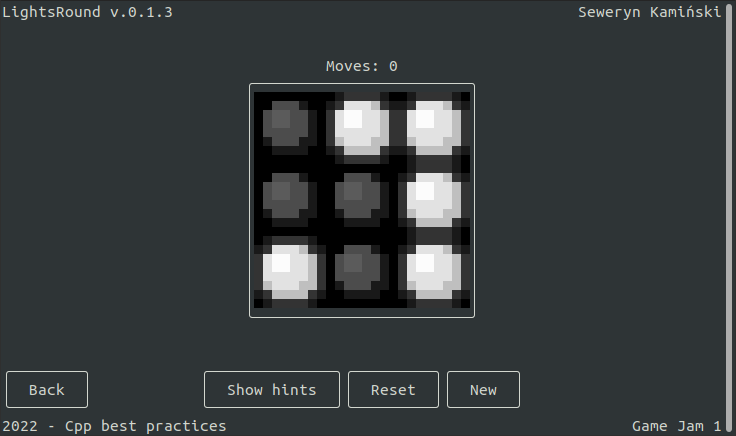 LightsRound v.0.1.3 Seweryn Kamiński
Moves: 0
Back Show hints Reset New
2022 - Cpp best practices Game Jam 1